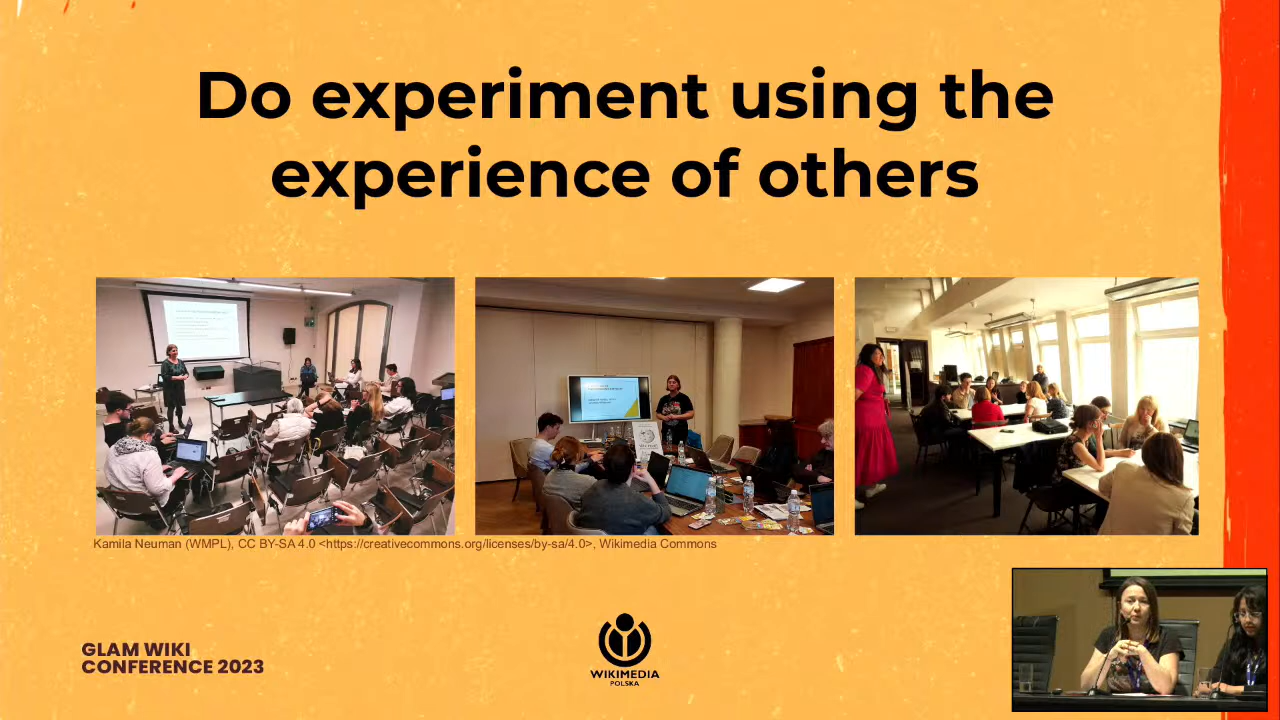 Do experiment using the
experience of others
Kamila Neuman (WMPL), CC BY-SA 4.0 <https://creativecommons.org/licenses/by-sa/4.0>, Wikimedia Commons
GLAM WIKI
CONFERENCE 2023
WIKIMEDIA
POLSKA